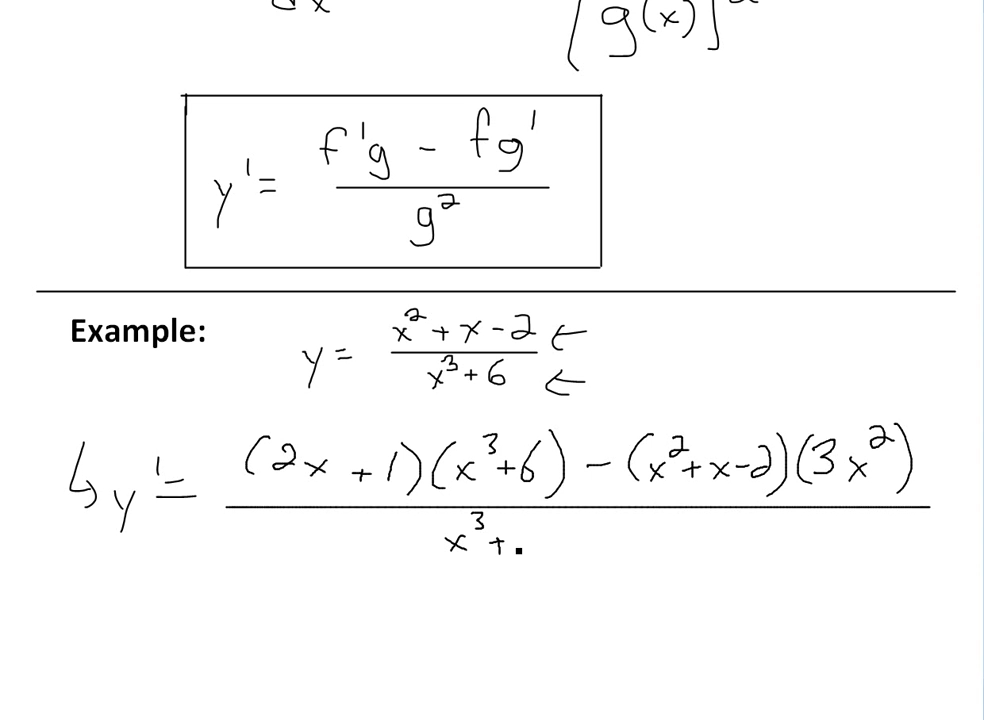 [g(x)]
y' = f'g - fg' / g²
Example: y = x² + x - 2 / x³ + 6
↳ y' = (2x + 1)(x³+6) - (x²+x-2)(3x²) / x³ + .